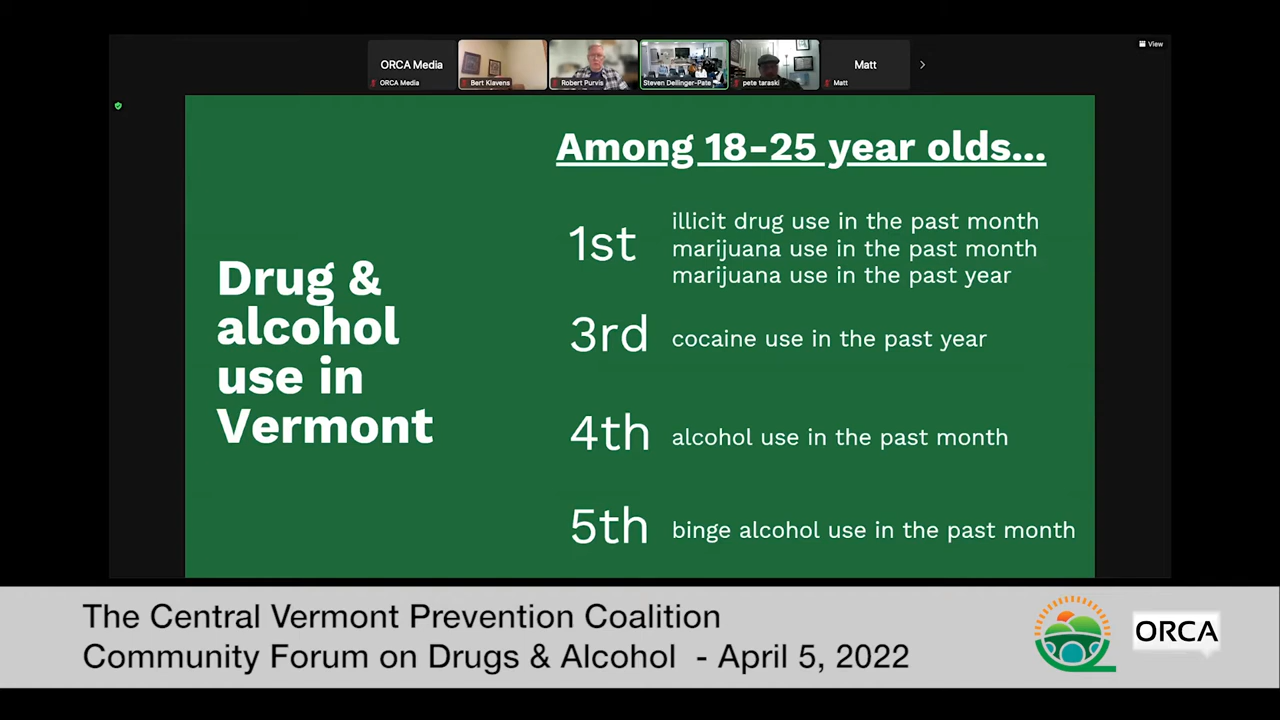 View
ORCA Media
Matt
ORCA Media
Bert Klavens
Robert Purvis
Steven Dellinger-Pate
pete taraski
Matt
Among 18-25 year olds...
Drug &
alcohol
use in
Vermont
1st
illicit drug use in the past month
marijuana use in the past month
marijuana use in the past year
3rd
cocaine use in the past year
4th
alcohol use in the past month
5th
binge alcohol use in the past month
The Central Vermont Prevention Coalition
Community Forum on Drugs & Alcohol - April 5, 2022
ORCA